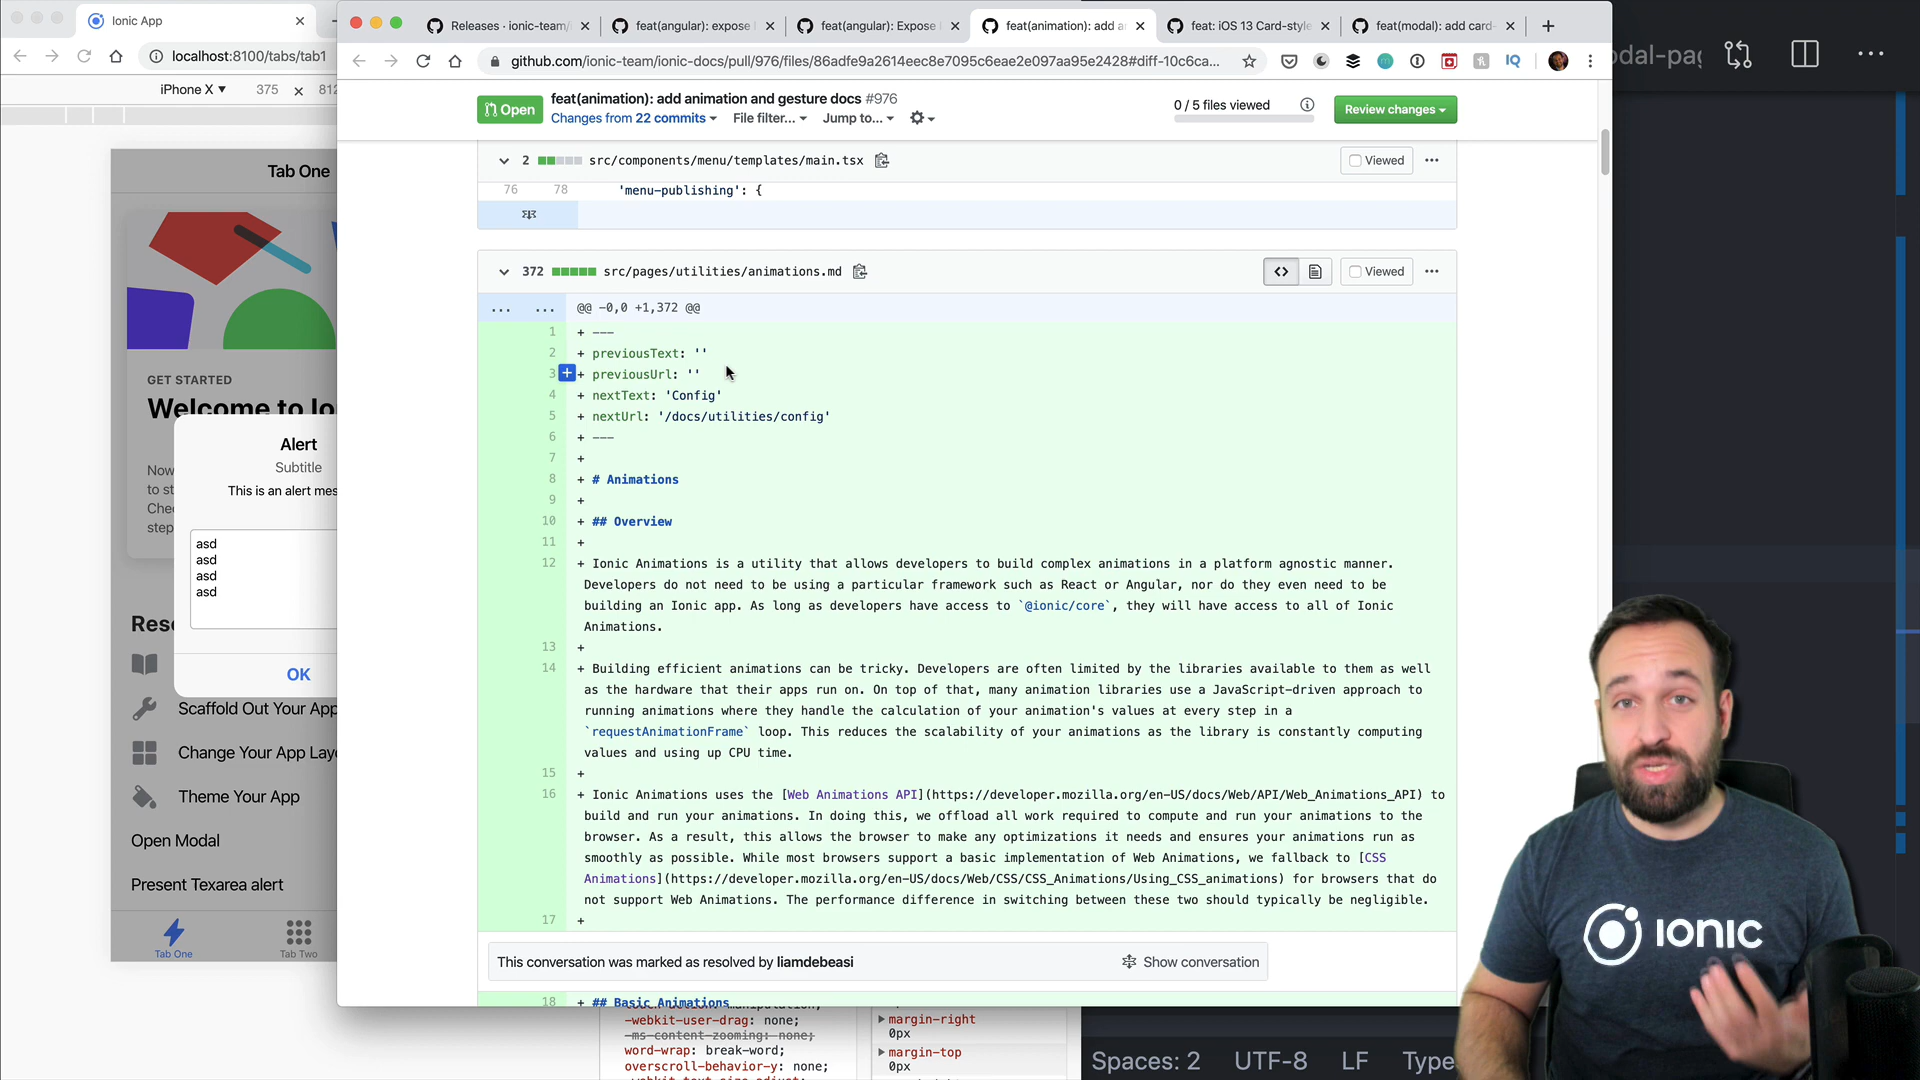 Ionic App
localhost:8100/tabs/tab1
iPhone X ▼ 375 × 812
Tab One
GET STARTED
Welcome to Io
Alert
Subtitle
This is an alert mes
asd
asd
asd
asd
OK
Now
to st
Chec
step
Reso
Scaffold Out Your App
Change Your App Layo
Theme Your App
Open Modal
Present Texarea alert
Tab One
Tab Two
Releases · ionic-team/
feat(angular): expose
feat(angular): Expose
feat(animation): add a
feat: iOS 13 Card-style
feat(modal): add card-
github.com/ionic-team/ionic-docs/pull/976/files/86adfe9a2614eec8e7095c6eae2e097aa95e2428#diff-10c6ca...
IQ
Open
feat(animation): add animation and gesture docs #976
Changes from 22 commits
File filter...
Jump to...
0 / 5 files viewed
Review changes
2 src/components/menu/templates/main.tsx
Viewed
76 78 'menu-publishing': {
372 src/pages/utilities/animations.md
Viewed
... ... @@ -0,0 +1,372 @@
1 + ---
2 + previousText: ''
3 + previousUrl: ''
4 + nextText: 'Config'
5 + nextUrl: '/docs/utilities/config'
6 + ---
7 +
8 + # Animations
9 +
10 + ## Overview
11 +
12 + Ionic Animations is a utility that allows developers to build complex animations in a platform agnostic manner.
Developers do not need to be using a particular framework such as React or Angular, nor do they even need to be
building an Ionic app. As long as developers have access to `@ionic/core`, they will have access to all of Ionic
Animations.
13 +
14 + Building efficient animations can be tricky. Developers are often limited by the libraries available to them as well
as the hardware that their apps run on. On top of that, many animation libraries use a JavaScript-driven approach to
running animations where they handle the calculation of your animation's values at every step in a
`requestAnimationFrame` loop. This reduces the scalability of your animations as the library is constantly computing
values and using up CPU time.
15 +
16 + Ionic Animations uses the [Web Animations API](https://developer.mozilla.org/en-US/docs/Web/API/Web_Animations_API) to
build and run your animations. In doing this, we offload all work required to compute and run your animations to the
browser. As a result, this allows the browser to make any optimizations it needs and ensures your animations run as
smoothly as possible. While most browsers support a basic implementation of Web Animations, we fallback to [CSS
Animations](https://developer.mozilla.org/en-US/docs/Web/CSS/CSS_Animations/Using_CSS_animations) for browsers that do
not support Web Animations. The performance difference in switching between these two should typically be negligible.
17 +
This conversation was marked as resolved by liamdebeasi
Show conversation
18 + ## Basic Animations
-webkit-user-drag: none;
-ms-content-zooming: none;
word-wrap: break-word;
overscroll-behavior-y: none;
margin-right
0px
margin-top
0px
odal-pag
Spaces: 2 UTF-8 LF Type
IONIC